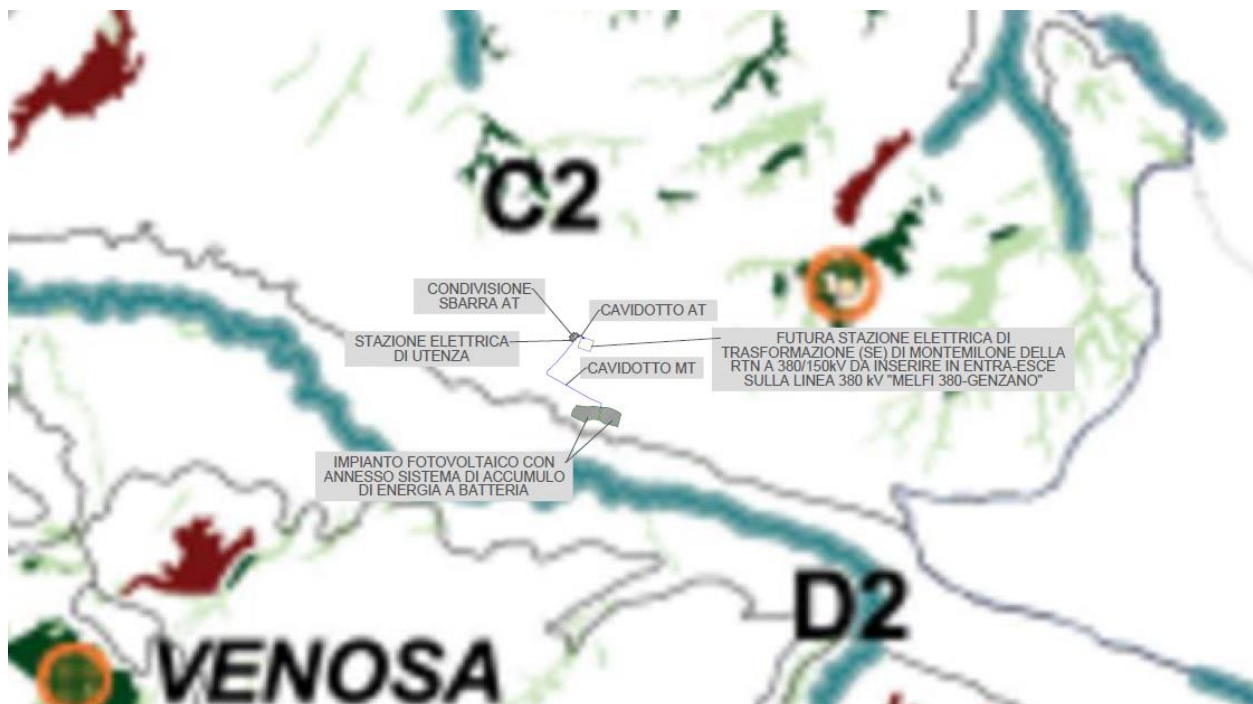 C2
CONDIVISIONE
SBARRA AT
CAVIDOTTO AT
STAZIONE ELETTRICA
DI UTENZA
FUTURA STAZIONE ELETTRICA DI
TRASFORMAZIONE (SE) DI MONTEMILONE DELLA
RTN A 380/150kV DA INSERIRE IN ENTRA-ESCE
SULLA LINEA 380 kV "MELFI 380-GENZANO"
CAVIDOTTO MT
IMPIANTO FOTOVOLTAICO CON
ANNESSO SISTEMA DI ACCUMULO
DI ENERGIA A BATTERIA
D2
VENOSA